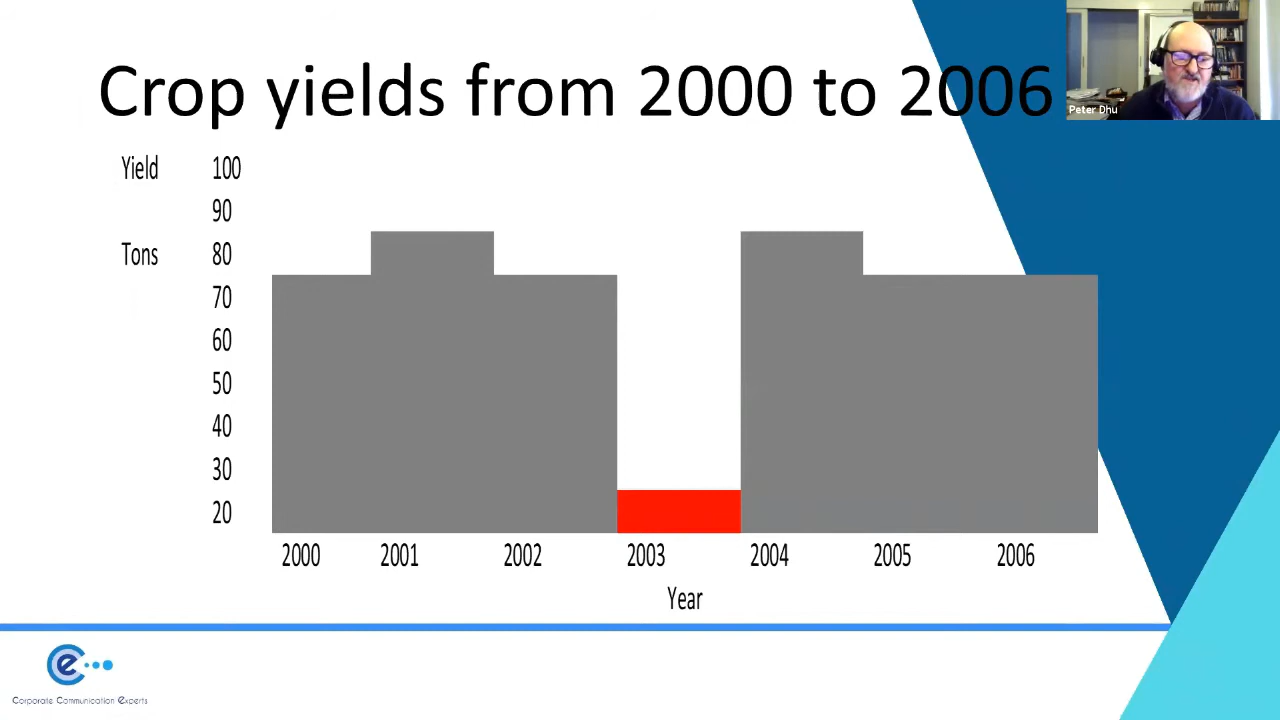 Crop yields from 2000 to 2006
Peter Dhu
Yield 100
90
Tons 80
70
60
50
40
30
20
2000 2001 2002 2003 2004 2005 2006
Year
Corporate Communication Experts